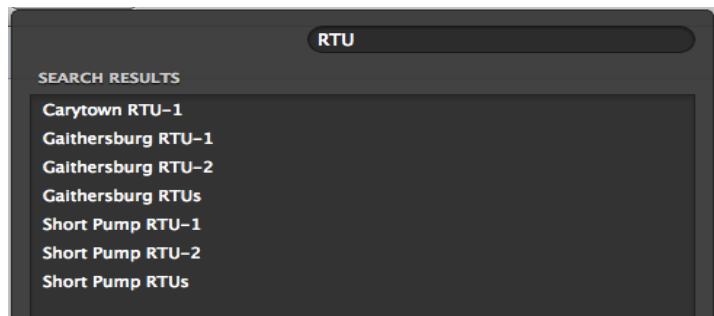 RTU
SEARCH RESULTS
Carytown RTU-1
Gaithersburg RTU-1
Gaithersburg RTU-2
Gaithersburg RTUs
Short Pump RTU-1
Short Pump RTU-2
Short Pump RTUs